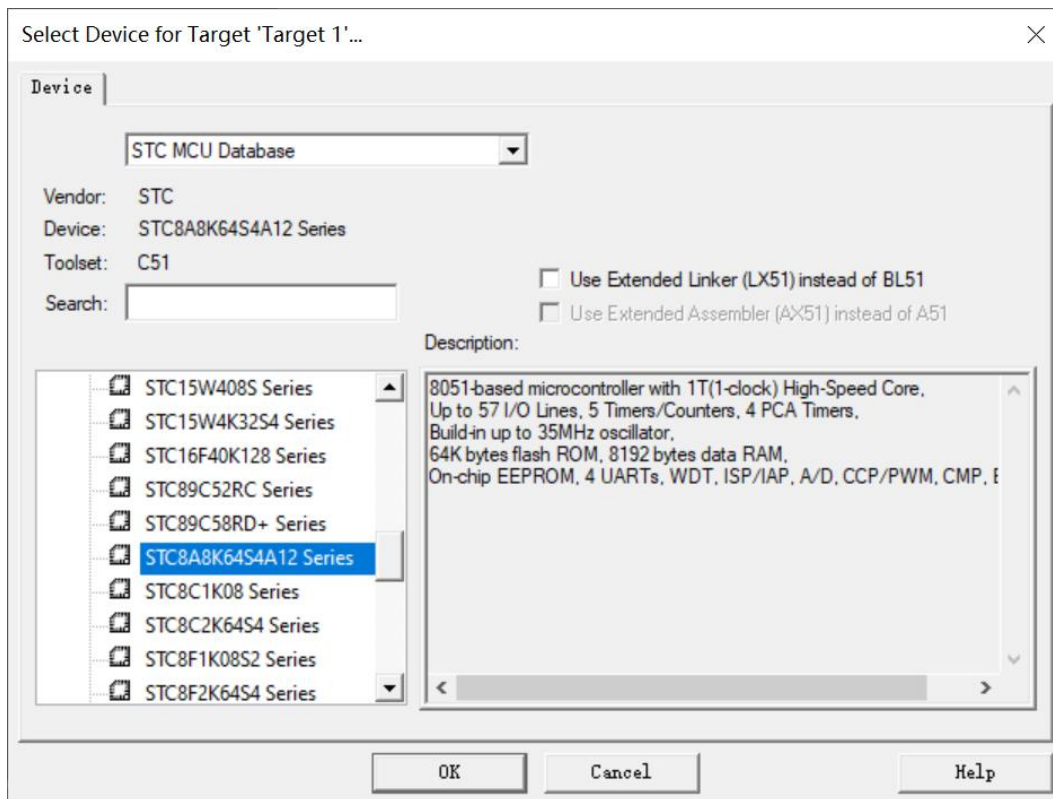 Select Device for Target 'Target 1'...
Device
STC MCU Database
Vendor: STC
Device: STC8A8K64S4A12 Series
Toolset: C51
Search:
Use Extended Linker (LX51) instead of BL51
Use Extended Assembler (AX51) instead of A51
Description:
STC15W408S Series
STC15W4K32S4 Series
STC16F40K128 Series
STC89C52RC Series
STC89C58RD+ Series
STC8A8K64S4A12 Series
STC8C1K08 Series
STC8C2K64S4 Series
STC8F1K08S2 Series
STC8F2K64S4 Series
8051-based microcontroller with 1T(1-clock) High-Speed Core,
Up to 57 I/O Lines, 5 Timers/Counters, 4 PCA Timers,
Build-in up to 35MHz oscillator,
64K bytes flash ROM, 8192 bytes data RAM,
On-chip EEPROM, 4 UARTs, WDT, ISP/IAP, A/D, CCP/PWM, CMP,
OK
Cancel
Help